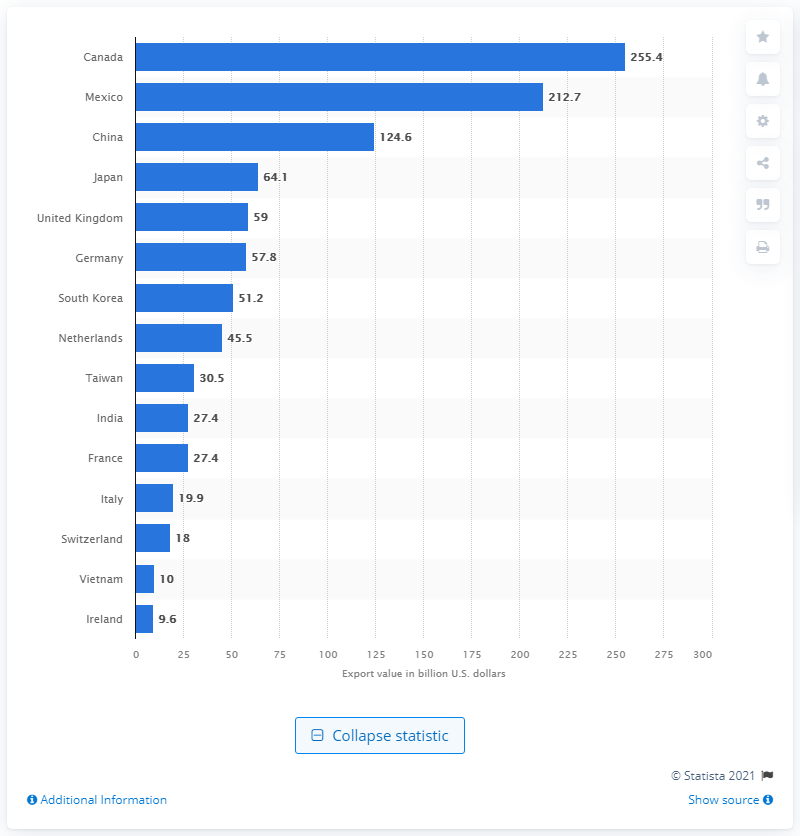 Canada 255.4
Mexico 212.7
China 124.6
Japan 64.1
United Kingdom 59
Germany 57.8
South Korea 51.2
Netherlands 45.5
Taiwan 30.5
India 27.4
France 27.4
Italy 19.9
Switzerland 18
Vietnam 10
Ireland 9.6
0 25 50 75 100 125 150 175 200 225 250 275 300
Export value in billion U.S. dollars
Collapse statistic
© Statista 2021
Additional Information Show source